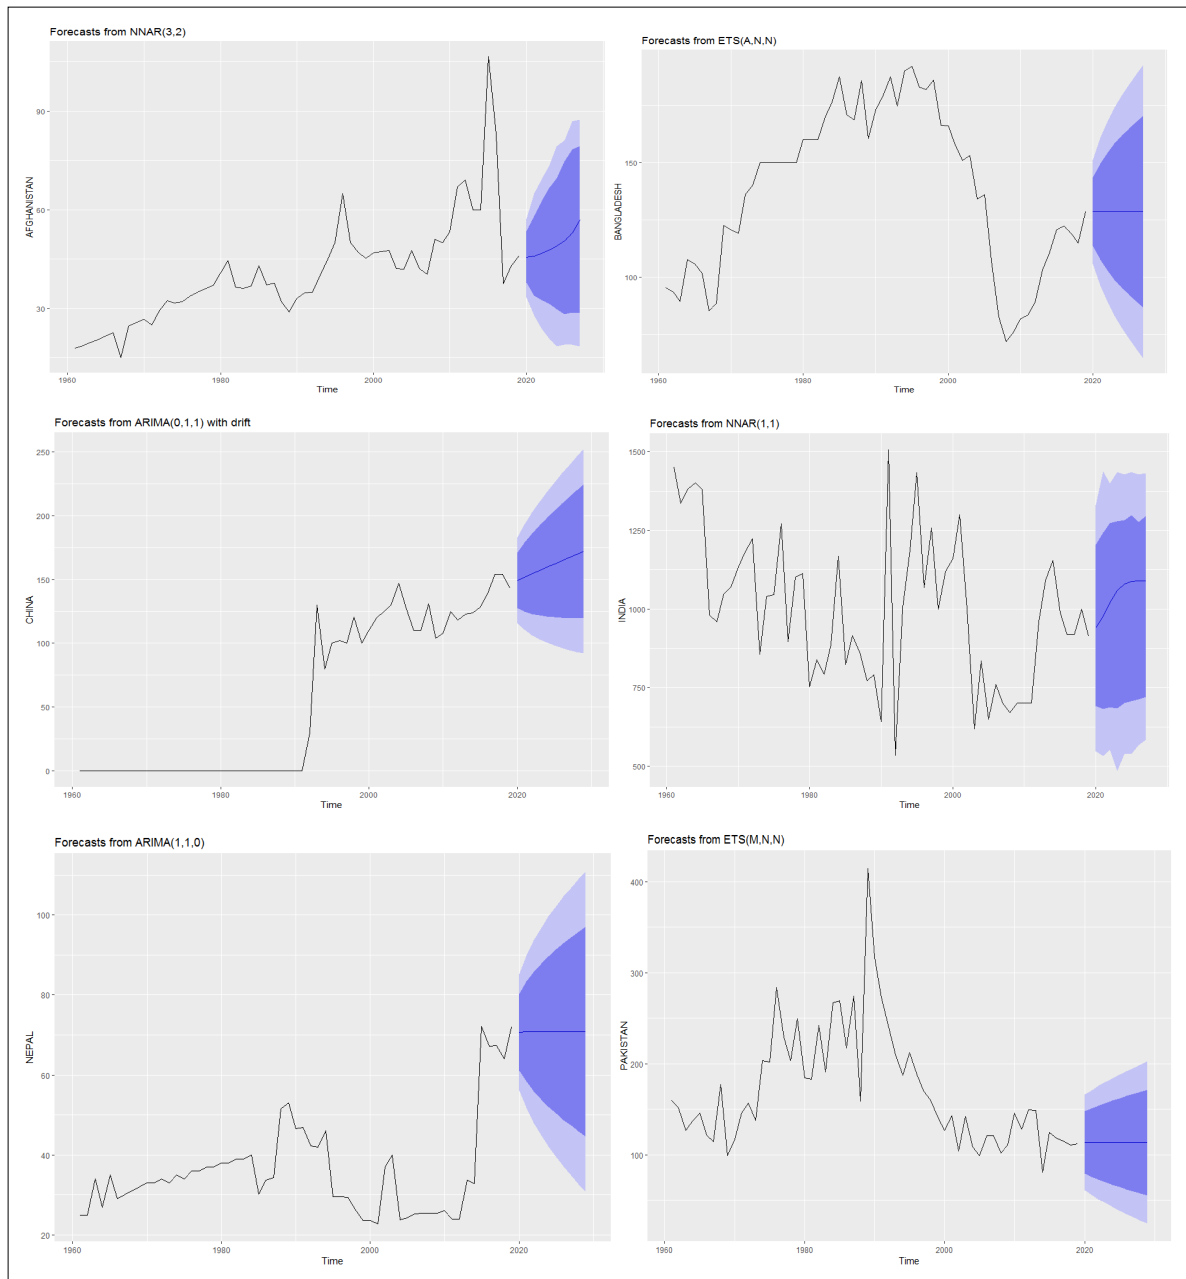 Forecasts from NNAR(3,2)
90
60
30
AFGHANISTAN
1960
1980
2000
2020
Time
Forecasts from ETS(A,N,N)
150
100
BANGLADESH
1960
1980
2000
2020
Time
Forecasts from ARIMA(0,1,1) with drift
250
200
150
100
50
0
CHINA
1960
1980
2000
2020
Time
Forecasts from NNAR(1,1)
1500
1250
1000
750
500
INDIA
1960
1980
2000
2020
Time
Forecasts from ARIMA(1,1,0)
100
80
60
40
20
NEPAL
1960
1980
2000
2020
Time
Forecasts from ETS(M,N,N)
400
300
200
100
PAKISTAN
1960
1980
2000
2020
Time